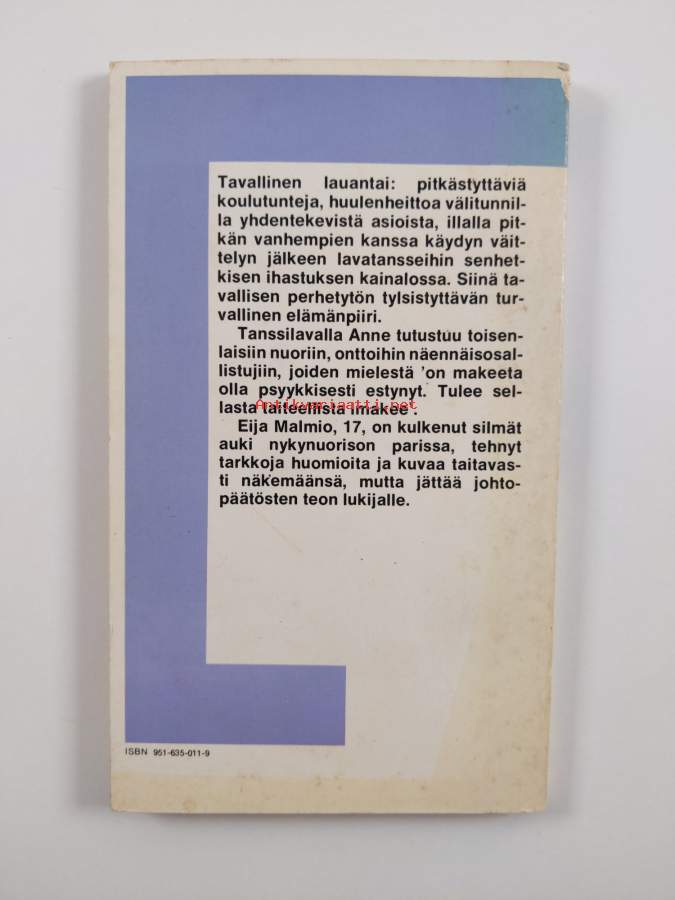 Tavallinen lauantai: pitkästyttäviä
koulutunteja, huulenheittoa välitunnil-
la yhdentekevistä asioista, illalla pit-
kän vanhempien kanssa käydyn väit-
telyn jälkeen lavatansseihin senhet-
kisen ihastuksen kainalossa. Siinä ta-
vallisen perhetytön tylsistyttävän tur-
vallinen elämänpiiri.
Tanssilavalla Anne tutustuu toisen-
laisiin nuoriin, onttoihin näennäisosal-
listujiin, joiden mielestä 'on makeeta
olla psyykkisesti estynyt. Tulee sel-
lasta taiteellista imakee'.
Antikvariaatti.net
Eija Malmio, 17, on kulkenut silmät
auki nykynuorison parissa, tehnyt
tarkkoja huomioita ja kuvaa taitavas-
ti näkemäänsä, mutta jättää johto-
päätösten teon lukijalle.
ISBN 951-635-011-9